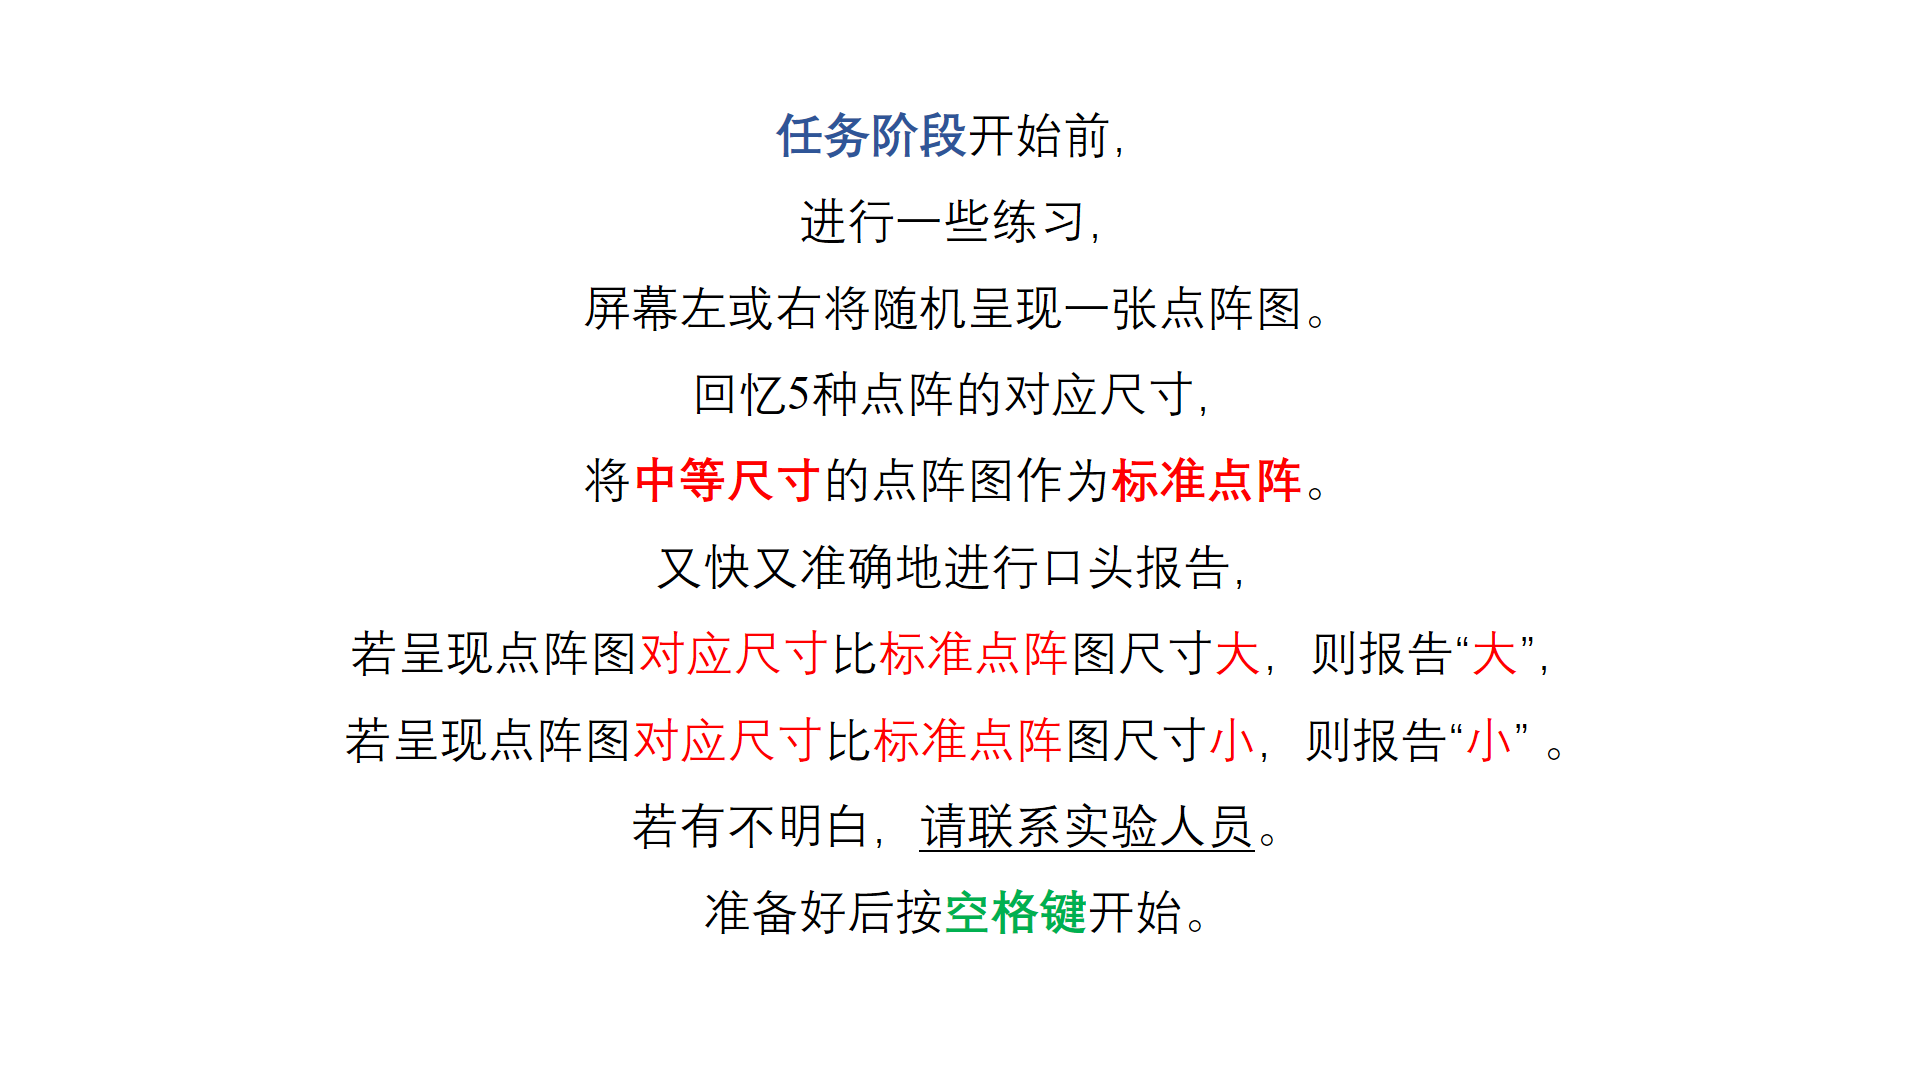 任务阶段开始前,
进行一些练习,
屏幕左或右将随机呈现一张点阵图。
回忆5种点阵的对应尺寸,
将中等尺寸的点阵图作为标准点阵。
又快又准确地进行口头报告,
若呈现点阵图对应尺寸比标准点阵图尺寸大, 则报告“大”,
若呈现点阵图对应尺寸比标准点阵图尺寸小, 则报告“小” 。
若有不明白, 请联系实验人员。
准备好后按空格键开始。